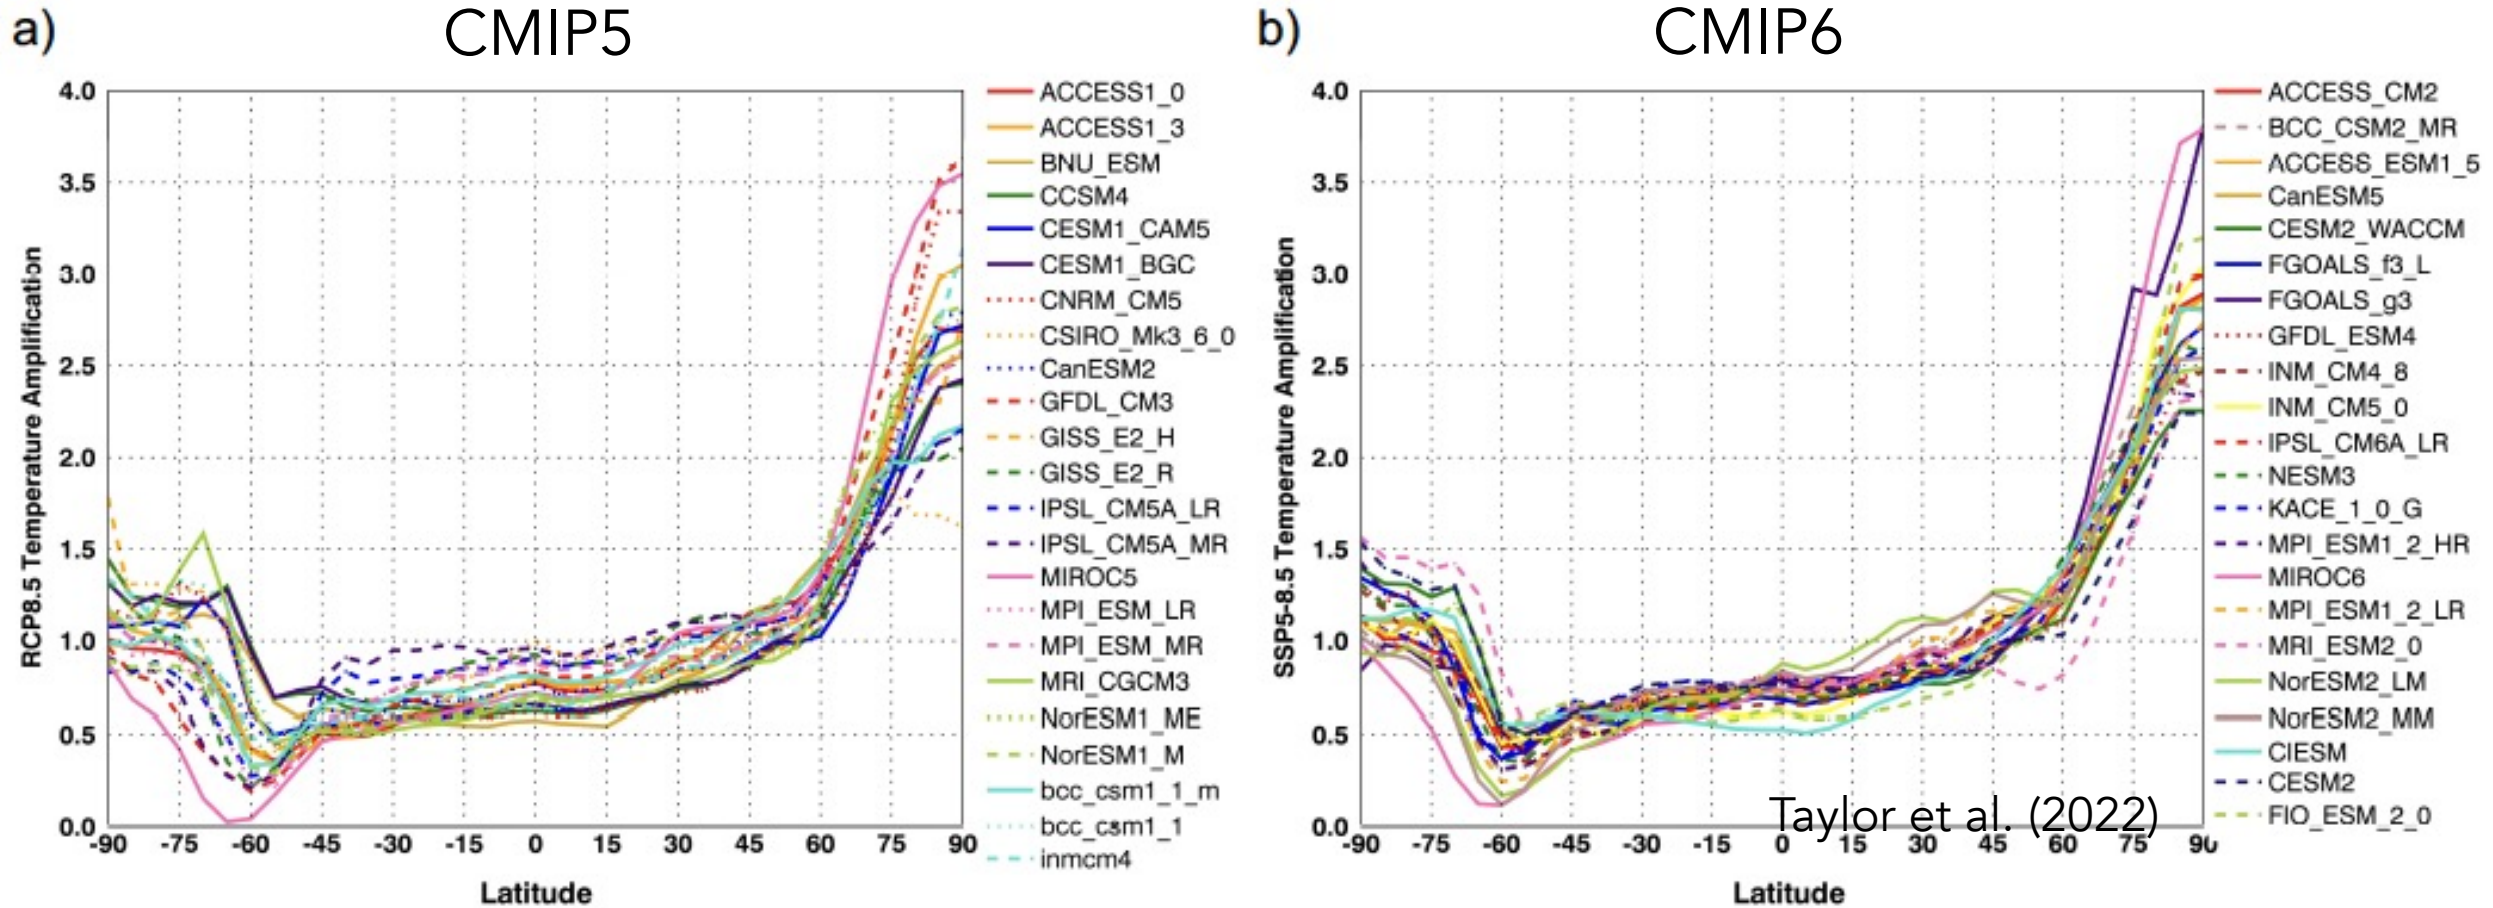 a)
CMIP5
RCP8.5 Temperature Amplification
4.0
3.5
3.0
2.5
2.0
1.5
1.0
0.5
0.0
-90 -75 -60 -45 -30 -15 0 15 30 45 60 75 90
Latitude
ACCESS1_0
ACCESS1_3
BNU_ESM
CCSM4
CESM1_CAM5
CESM1_BGC
CNRM_CM5
CSIRO_Mk3_6_0
CanESM2
GFDL_CM3
GISS_E2_H
GISS_E2_R
IPSL_CM5A_LR
IPSL_CM5A_MR
MIROC5
MPI_ESM_LR
MPI_ESM_MR
MRI_CGCM3
NorESM1_ME
NorESM1_M
bcc_csm1_1_m
bcc_csm1_1
inmcm4
b)
CMIP6
SSP5-8.5 Temperature Amplification
4.0
3.5
3.0
2.5
2.0
1.5
1.0
0.5
0.0
-90 -75 -60 -45 -30 -15 0 15 30 45 60 75 90
Latitude
Taylor et al. (2022)
ACCESS_CM2
BCC_CSM2_MR
ACCESS_ESM1_5
CanESM5
CESM2_WACCM
FGOALS_f3_L
FGOALS_g3
GFDL_ESM4
INM_CM4_8
INM_CM5_0
IPSL_CM6A_LR
NESM3
KACE_1_0_G
MPI_ESM1_2_HR
MIROC6
MPI_ESM1_2_LR
MRI_ESM2_0
NorESM2_LM
NorESM2_MM
CIESM
CESM2
FIO_ESM_2_0